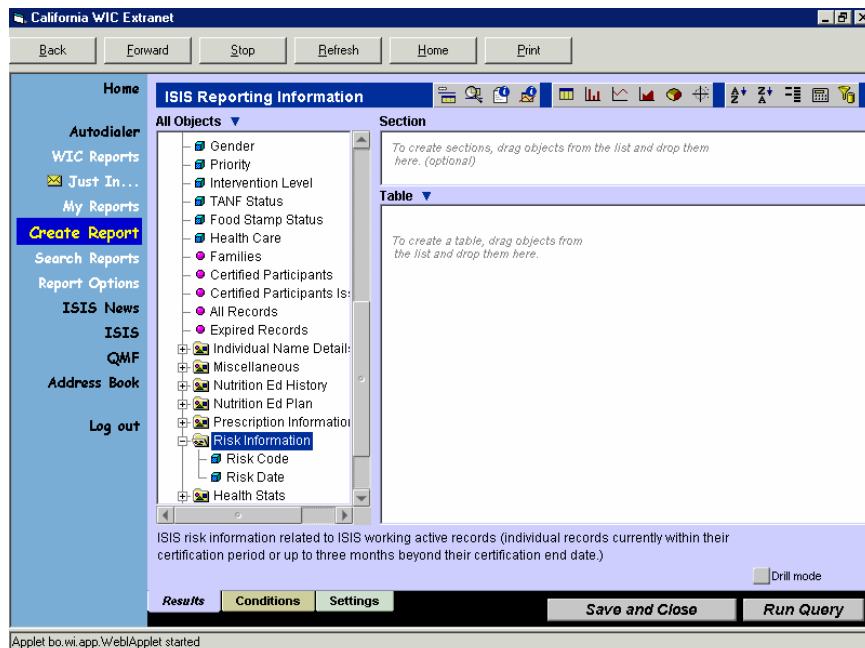 California WIC Extranet
Back Forward Stop Refresh Home Print
Home
Autodialer
WIC Reports
Just In...
My Reports
Create Report
Search Reports
Report Options
ISIS News
ISIS
QMF
Address Book
Log out
ISIS Reporting Information
All Objects
Gender
Priority
Intervention Level
TANF Status
Food Stamp Status
Health Care
Families
Certified Participants
Certified Participants Is
All Records
Expired Records
Individual Name Details
Miscellaneous
Nutrition Ed History
Nutrition Ed Plan
Prescription Informatio
Risk Information
Risk Code
Risk Date
Health Stats
Section
To create sections, drag objects from the list and drop them
here. (optional)
Table
To create a table, drag objects from
the list and drop them here.
ISIS risk information related to ISIS working active records (individual records currently within their
certification period or up to three months beyond their certification end date.)
Drill mode
Results Conditions Settings
Save and Close Run Query
Applet bo.wi.app.WebIApplet started